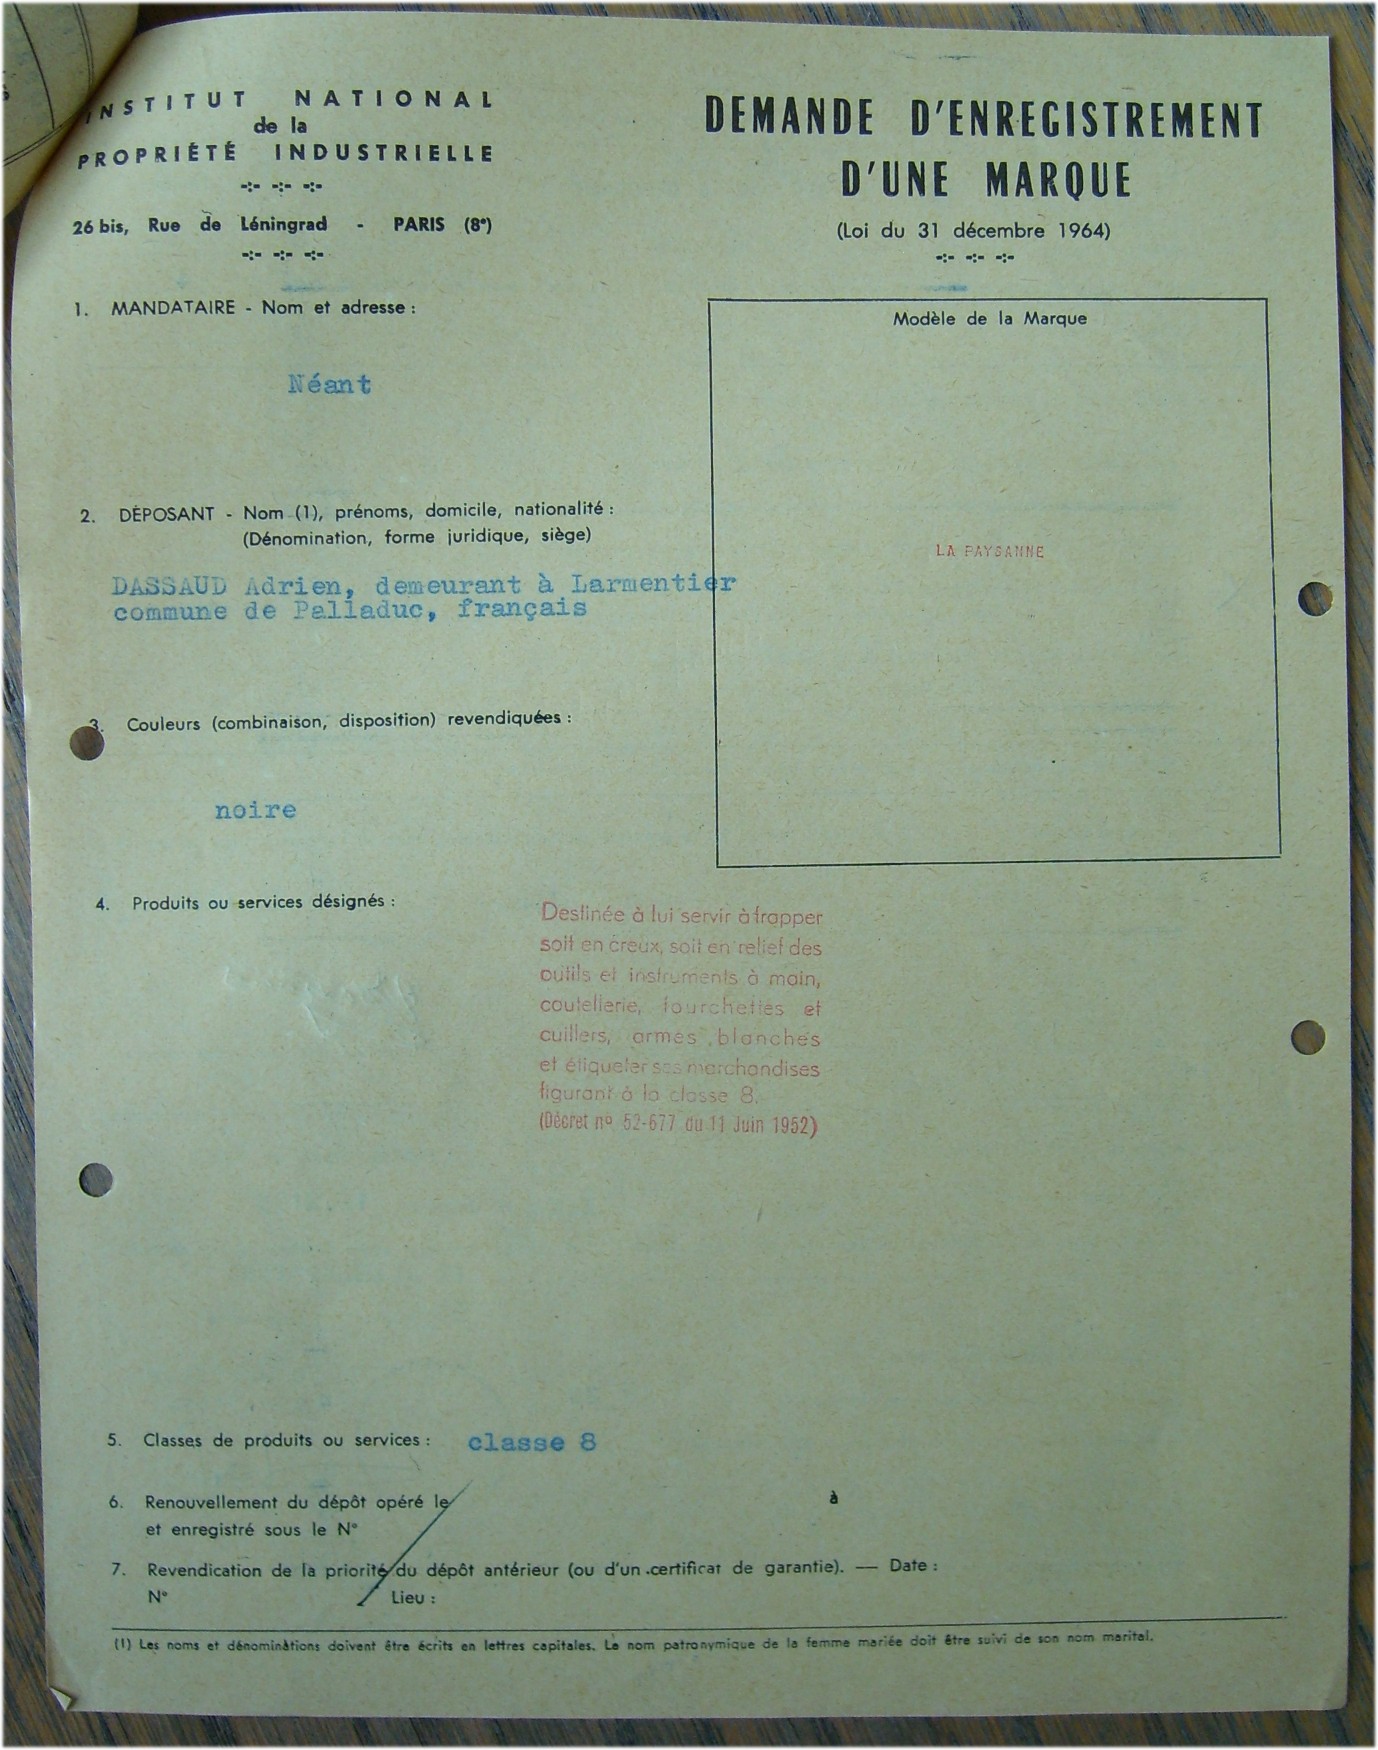 INSTITUT NATIONAL
de la
PROPRIÉTÉ INDUSTRIELLE
26 bis, Rue de Léningrad - PARIS (8e)
DEMANDE D'ENREGISTREMENT
D'UNE MARQUE
(Loi du 31 décembre 1964)
1. MANDATAIRE - Nom et adresse :
Néant
Modèle de la Marque
LA PAYSANNE
2. DÉPOSANT - Nom (1), prénoms, domicile, nationalité :
(Dénomination, forme juridique, siège)
DASSAUD Adrien, demeurant à Larmentier
commune de Palladuc, français
3. Couleurs (combinaison, disposition) revendiquées :
noire
4. Produits ou services désignés :
Destinée à lui servir à frapper
soit en creux, soit en relief des
outils et instruments à main,
coutellerie, fourchettes et
cuillers, armes blanches
et étiqueter ses marchandises
figurant à la classe 8.
(Décret nº 52-677 du 11 Juin 1952)
5. Classes de produits ou services : classe 8
6. Renouvellement du dépôt opéré le à
et enregistré sous le N°
7. Revendication de la priorité du dépôt antérieur (ou d'un certificat de garantie). — Date :
N° Lieu :
(1) Les noms et dénominations doivent être écrits en lettres capitales. Le nom patronymique de la femme mariée doit être suivi de son nom marital.